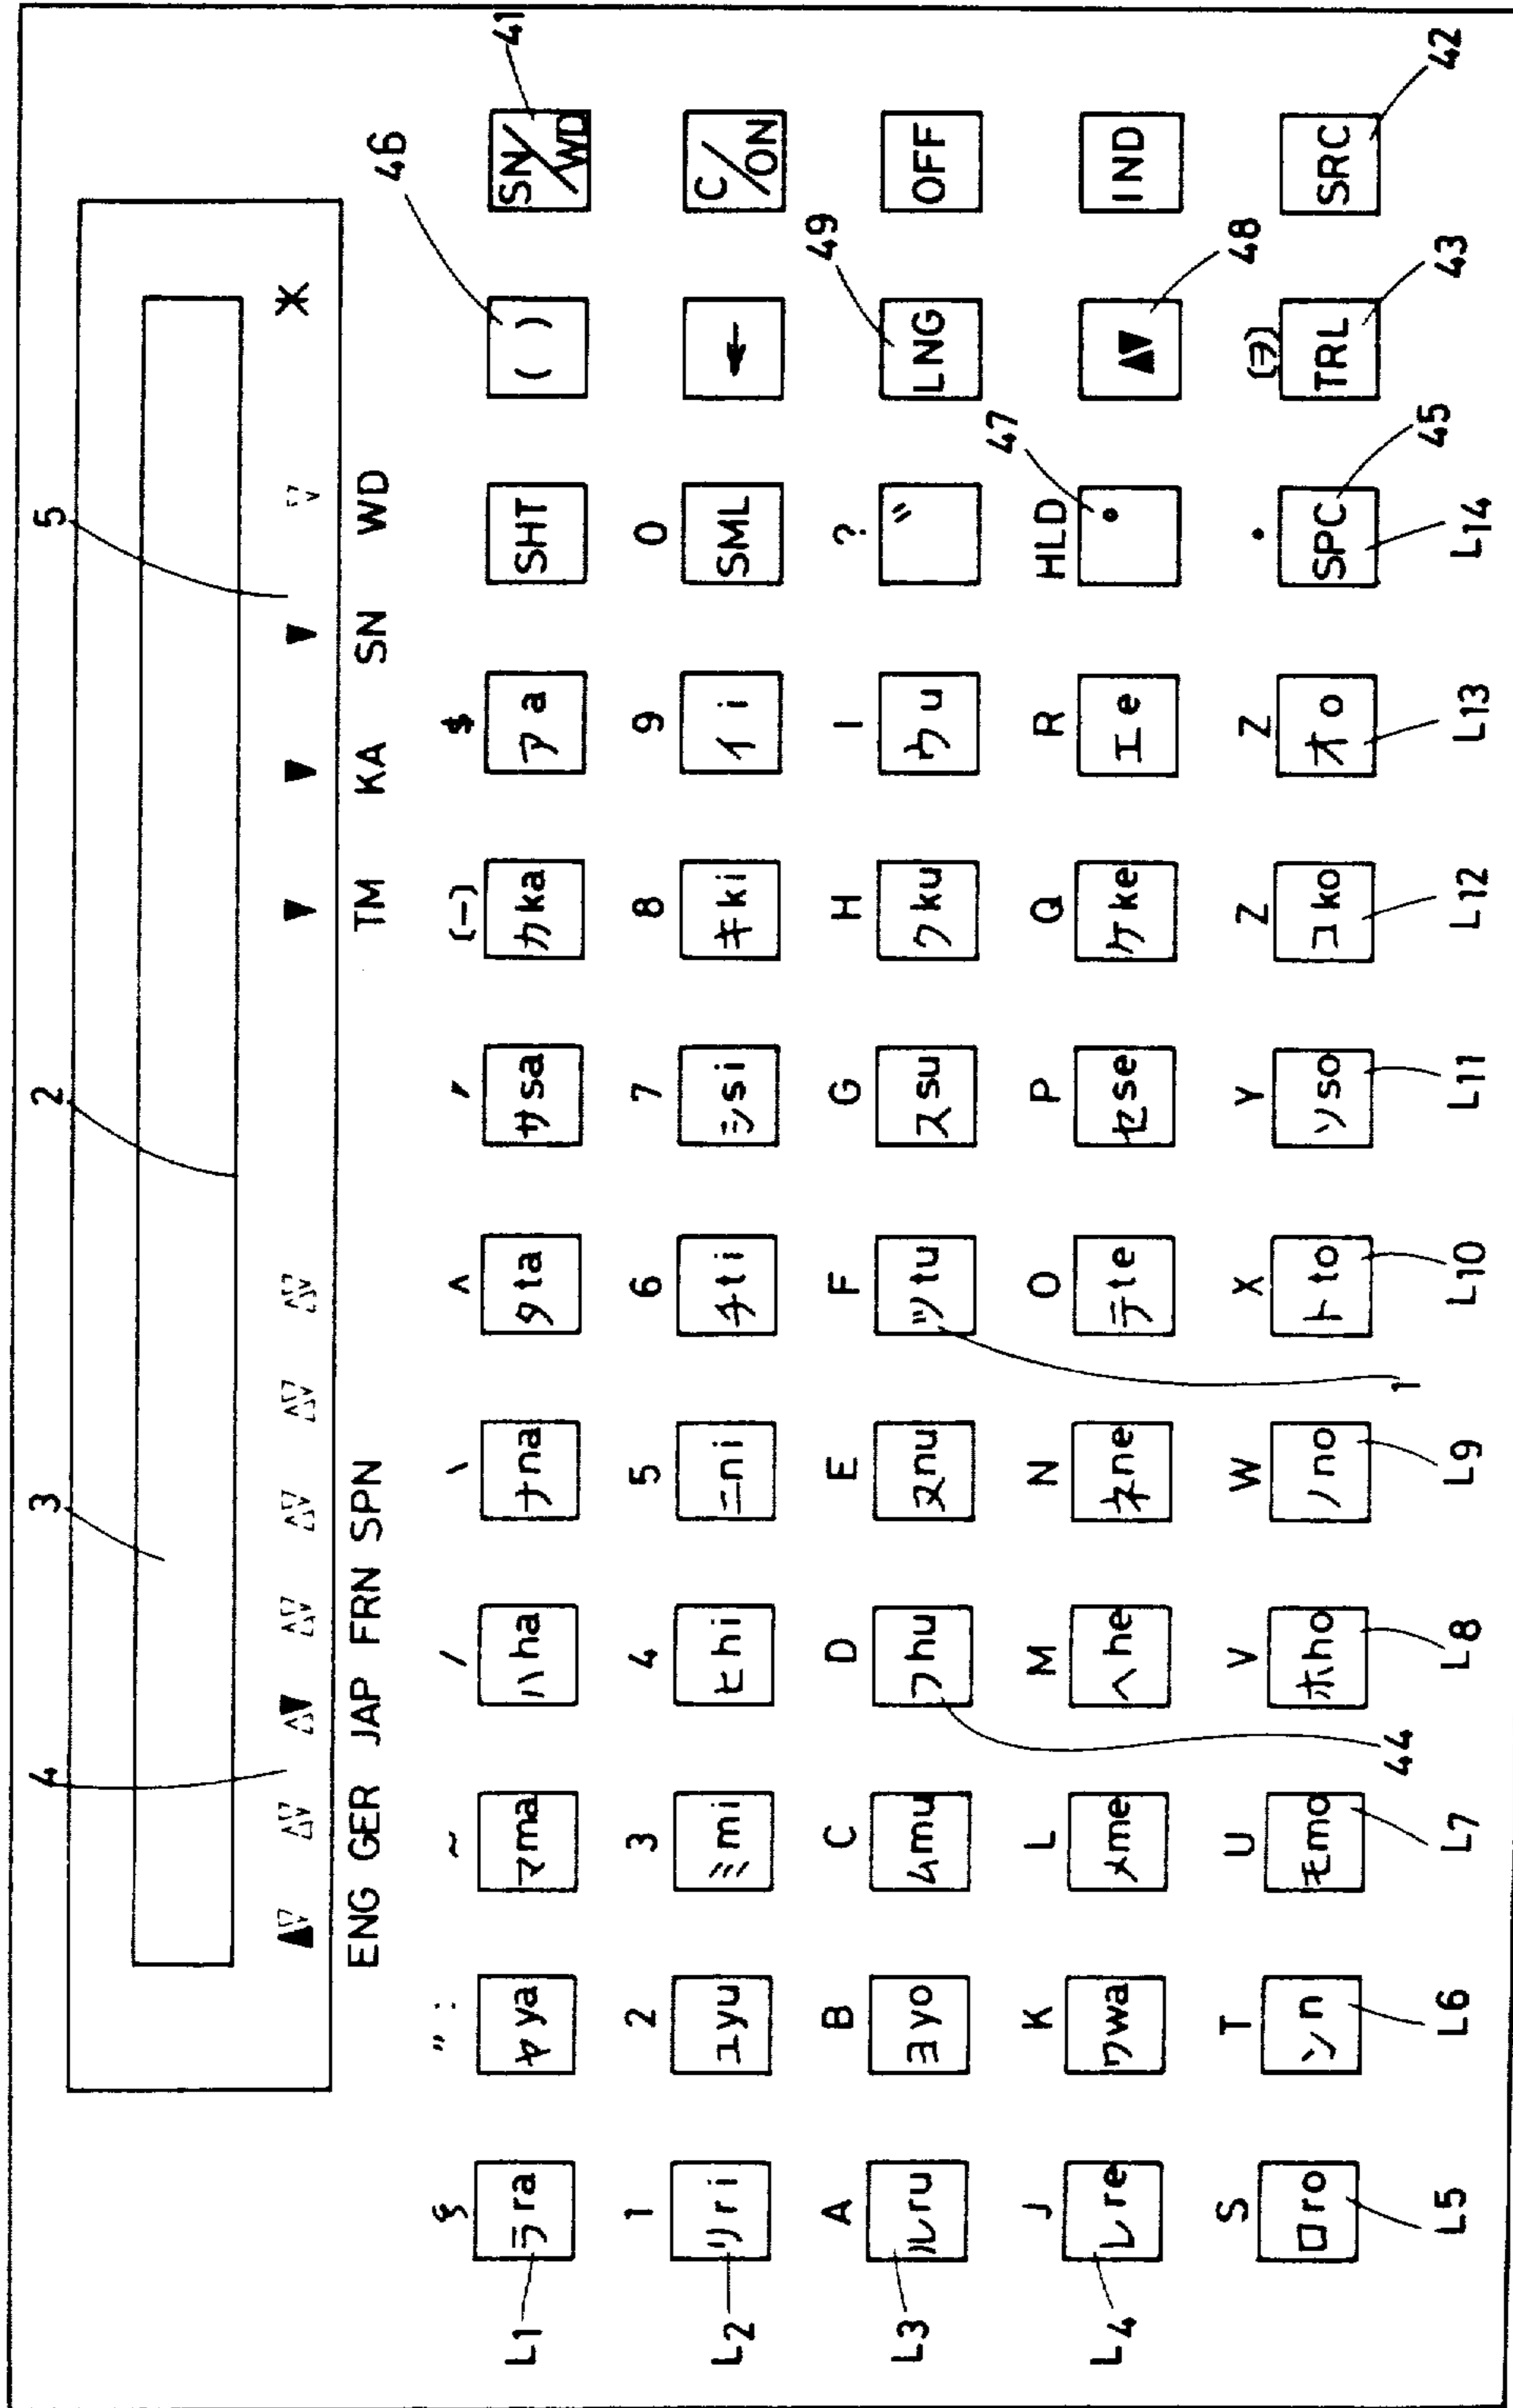 5
2
3
4
46
41
ENG GER JAP FRN SPN TM KA SN WD
" : ~ / \ ^ ′ (—) $
L1 ラra ヤya マma ハha ナna タta サsa カka アa SHT ( ) SN/WD
1 2 3 4 5 6 7 8 9 0
L2 リri ユyu ミmi ヒhi ニni チti シsi キki イi SML ← C/ON
49
A B C D E F G H I ?
L3 ルru ヨyo ムmu フhu ヌnu ツtu スsu クku ウu ゛ LNG OFF
47
48
J K L M N O P Q R HLD
L4 レre ワwa メme ヘhe ネne テte セse ケke エe ゜ ▲▼ IND
44
1
45
43
42
S T U V W X Y Z Z • (ヲ)
ロro ンn モmo ホho ノno トto ソso コko オo SPC TRL SRC
L5 L6 L7 L8 L9 L10 L11 L12 L13 L14